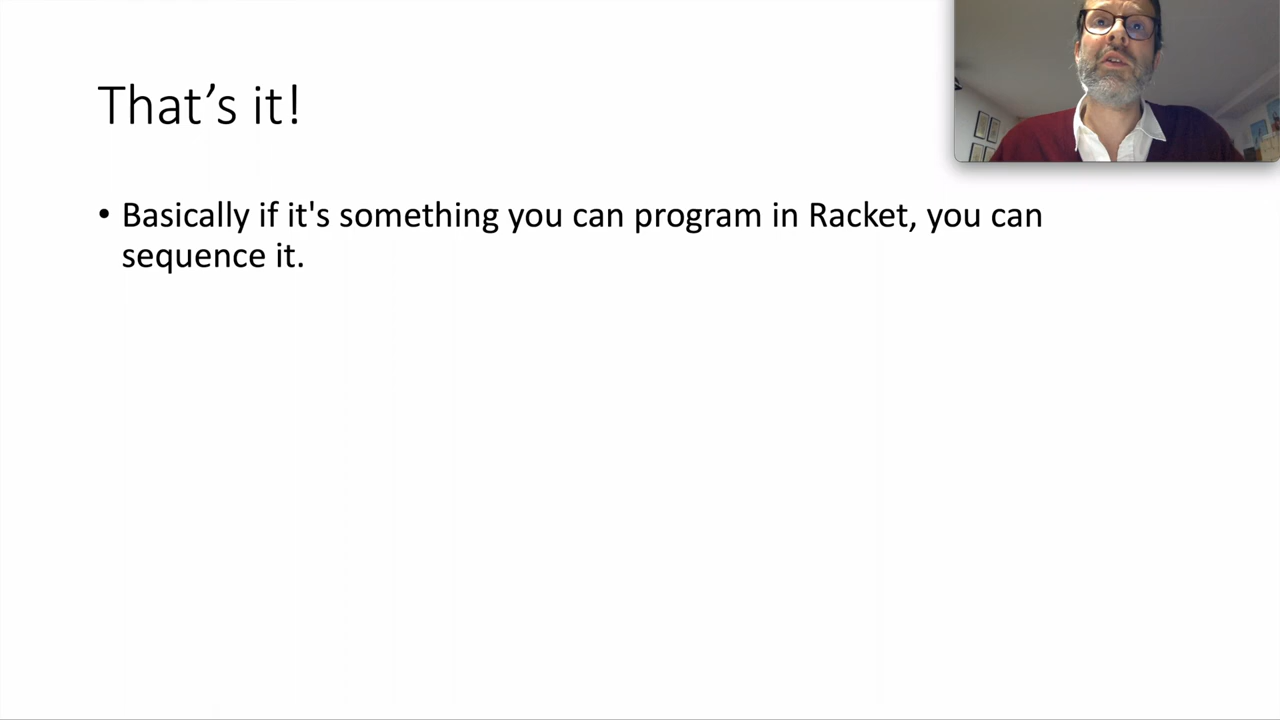 That’s it!
• Basically if it's something you can program in Racket, you can
sequence it.